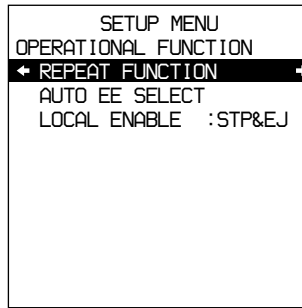 SETUP MENU
OPERATIONAL FUNCTION
REPEAT FUNCTION
AUTO EE SELECT
LOCAL ENABLE :STP&EJ